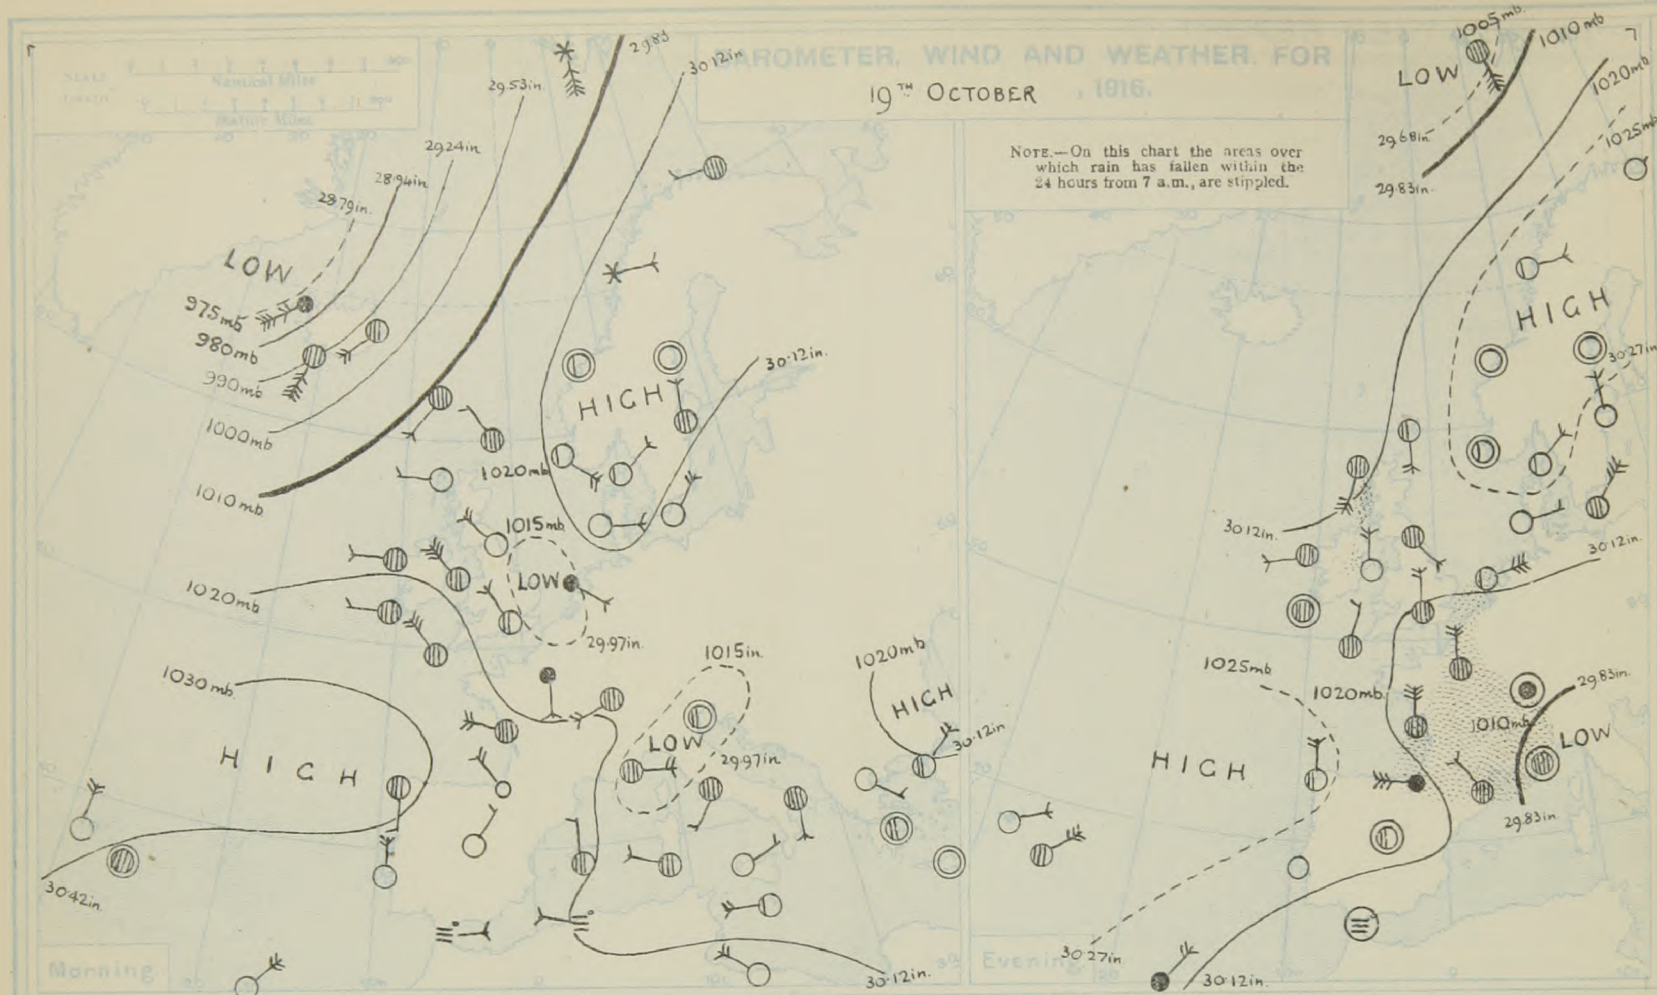 BAROMETER, WIND AND WEATHER FOR
19TH OCTOBER , 1916.
Nautical Miles
NOTE.—On this chart the areas over
which rain has fallen within the
24 hours from 7 a.m., are stippled.
29.83
30.12in.
29.53in.
29.24in
28.94in.
28.79in.
LOW
975mb
980mb
990mb
1000mb
1010mb
HIGH
30.12in.
1020mb
1015mb
LOW
1020mb
29.97in.
1015in.
1030mb.
HIGH
LOW
29.97in
1020mb
HIGH
30.12in
30.42in.
30.12in.
Morning
1005mb.
1010mb
LOW
1020mb
29.68in
1025mb
29.83in.
HIGH
30.27in
30.12in.
30.12in.
1025mb
1020mb
29.83in.
1010mb
LOW
HIGH
29.83in
30.27in.
30.12in.
Evening